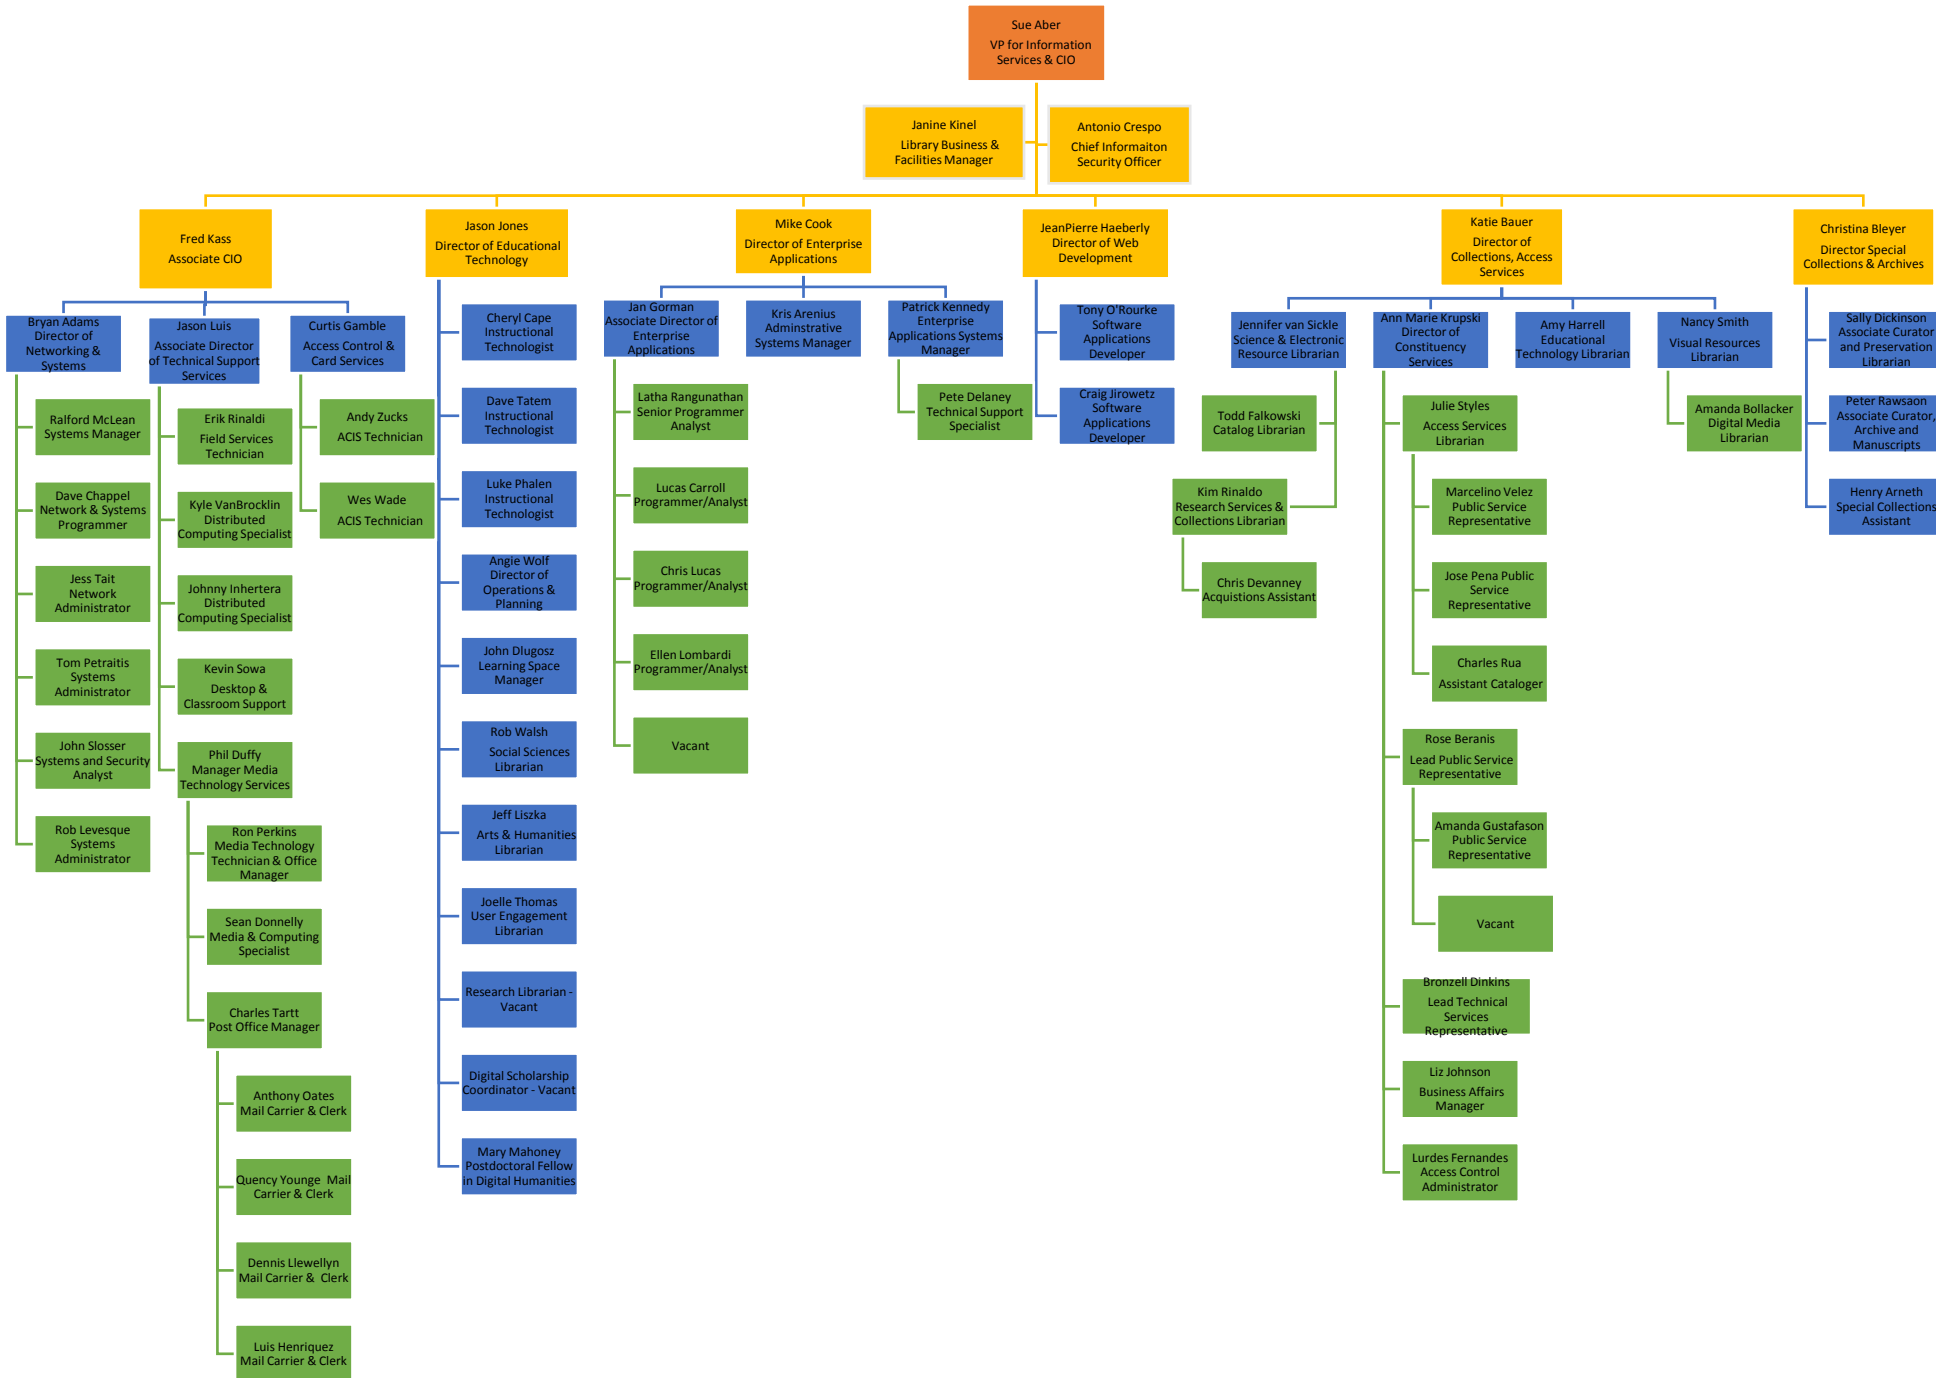 Sue Aber
VP for Information
Services & CIO
Janine Kinel
Library Business &
Facilities Manager
Antonio Crespo
Chief Informaiton
Security Officer
Fred Kass
Associate CIO
Jason Jones
Director of Educational
Technology
Mike Cook
Director of Enterprise
Applications
JeanPierre Haeberly
Director of Web
Development
Katie Bauer
Director of
Collections, Access
Services
Christina Bleyer
Director Special
Collections & Archives
Bryan Adams
Director of
Networking &
Systems
Jason Luis
Associate Director
of Technical Support
Services
Curtis Gamble
Access Control &
Card Services
Ralford McLean
Systems Manager
Dave Chappel
Network & Systems
Programmer
Jess Tait
Network
Administrator
Tom Petraitis
Systems
Administrator
John Slosser
Systems and Security
Analyst
Rob Levesque
Systems
Administrator
Erik Rinaldi
Field Services
Technician
Kyle VanBrocklin
Distributed
Computing Specialist
Johnny Inhertera
Distributed
Computing Specialist
Kevin Sowa
Desktop &
Classroom Support
Phil Duffy
Manager Media
Technology Services
Ron Perkins
Media Technology
Technician & Office
Manager
Sean Donnelly
Media & Computing
Specialist
Charles Tartt
Post Office Manager
Anthony Oates
Mail Carrier & Clerk
Quency Younge  Mail
Carrier & Clerk
Dennis Llewellyn
Mail Carrier &  Clerk
Luis Henriquez
Mail Carrier & Clerk
Andy Zucks
ACIS Technician
Wes Wade
ACIS Technician
Cheryl Cape
Instructional
Technologist
Dave Tatem
Instructional
Technologist
Luke Phalen
Instructional
Technologist
Angie Wolf
Director of
Operations &
Planning
John Dlugosz
Learning Space
Manager
Rob Walsh
Social Sciences
Librarian
Jeff Liszka
Arts & Humanities
Librarian
Joelle Thomas
User Engagement
Librarian
Research Librarian -
Vacant
Digital Scholarship
Coordinator - Vacant
Mary Mahoney
Postdoctoral Fellow
in Digital Humanities
Jan Gorman
Associate Director of
Enterprise
Applications
Kris Arenius
Adminstrative
Systems Manager
Patrick Kennedy
Enterprise
Applications Systems
Manager
Latha Rangunathan
Senior Programmer
Analyst
Lucas Carroll
Programmer/Analyst
Chris Lucas
Programmer/Analyst
Ellen Lombardi
Programmer/Analyst
Vacant
Pete Delaney
Technical Support
Specialist
Tony O'Rourke
Software
Applications
Developer
Craig Jirowetz
Software
Applications
Developer
Jennifer van Sickle
Science & Electronic
Resource Librarian
Ann Marie Krupski
Director of
Constituency
Services
Amy Harrell
Educational
Technology Librarian
Nancy Smith
Visual Resources
Librarian
Todd Falkowski
Catalog Librarian
Kim Rinaldo
Research Services &
Collections Librarian
Chris Devanney
Acquistions Assistant
Julie Styles
Access Services
Librarian
Marcelino Velez
Public Service
Representative
Jose Pena Public
Service
Representative
Charles Rua
Assistant Cataloger
Rose Beranis
Lead Public Service
Representative
Amanda Gustafason
Public Service
Representative
Vacant
Bronzell Dinkins
Lead Technical
Services
Representative
Liz Johnson
Business Affairs
Manager
Lurdes Fernandes
Access Control
Administrator
Amanda Bollacker
Digital Media
Librarian
Sally Dickinson
Associate Curator
and Preservation
Librarian
Peter Rawsaon
Associate Curator,
Archive and
Manuscripts
Henry Arneth
Special Collections
Assistant